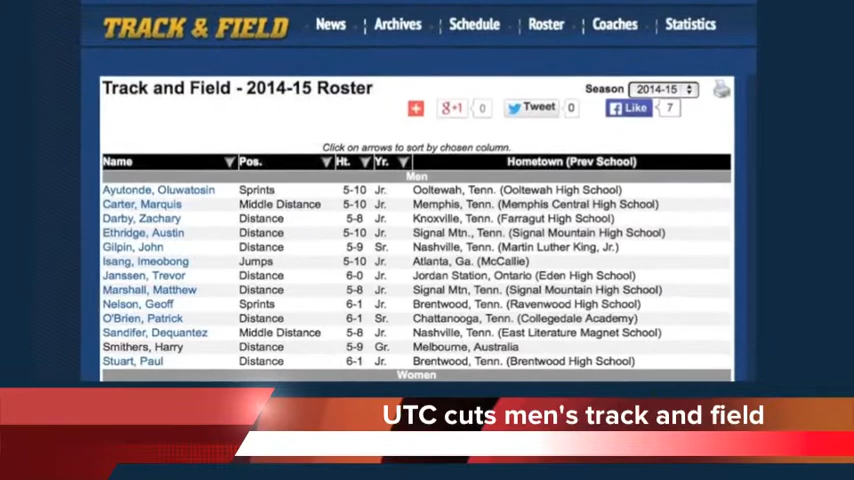 TRACK & FIELD News Archives Schedule Roster Coaches Statistics
Track and Field - 2014-15 Roster Season 2014-15
g+1 0 Tweet 0 Like 7
Click on arrows to sort by chosen column.
Name Pos. Ht. Yr. Hometown (Prev School)
Men
Ayutonde, Oluwatosin Sprints 5-10 Jr. Ooltewah, Tenn. (Ooltewah High School)
Carter, Marquis Middle Distance 5-10 Jr. Memphis, Tenn. (Memphis Central High School)
Darby, Zachary Distance 5-8 Jr. Knoxville, Tenn. (Farragut High School)
Ethridge, Austin Distance 5-10 Jr. Signal Mtn., Tenn. (Signal Mountain High School)
Gilpin, John Distance 5-9 Sr. Nashville, Tenn. (Martin Luther King, Jr.)
Isang, Imeobong Jumps 5-10 Jr. Atlanta, Ga. (McCallie)
Janssen, Trevor Distance 6-0 Jr. Jordan Station, Ontario (Eden High School)
Marshall, Matthew Distance 5-8 Jr. Signal Mtn, Tenn. (Signal Mountain High School)
Nelson, Geoff Sprints 6-1 Jr. Brentwood, Tenn. (Ravenwood High School)
O'Brien, Patrick Distance 6-1 Sr. Chattanooga, Tenn. (Collegedale Academy)
Sandifer, Dequantez Middle Distance 5-8 Jr. Nashville, Tenn. (East Literature Magnet School)
Smithers, Harry Distance 5-9 Gr. Melbourne, Australia
Stuart, Paul Distance 6-1 Jr. Brentwood, Tenn. (Brentwood High School)
Women
UTC cuts men's track and field